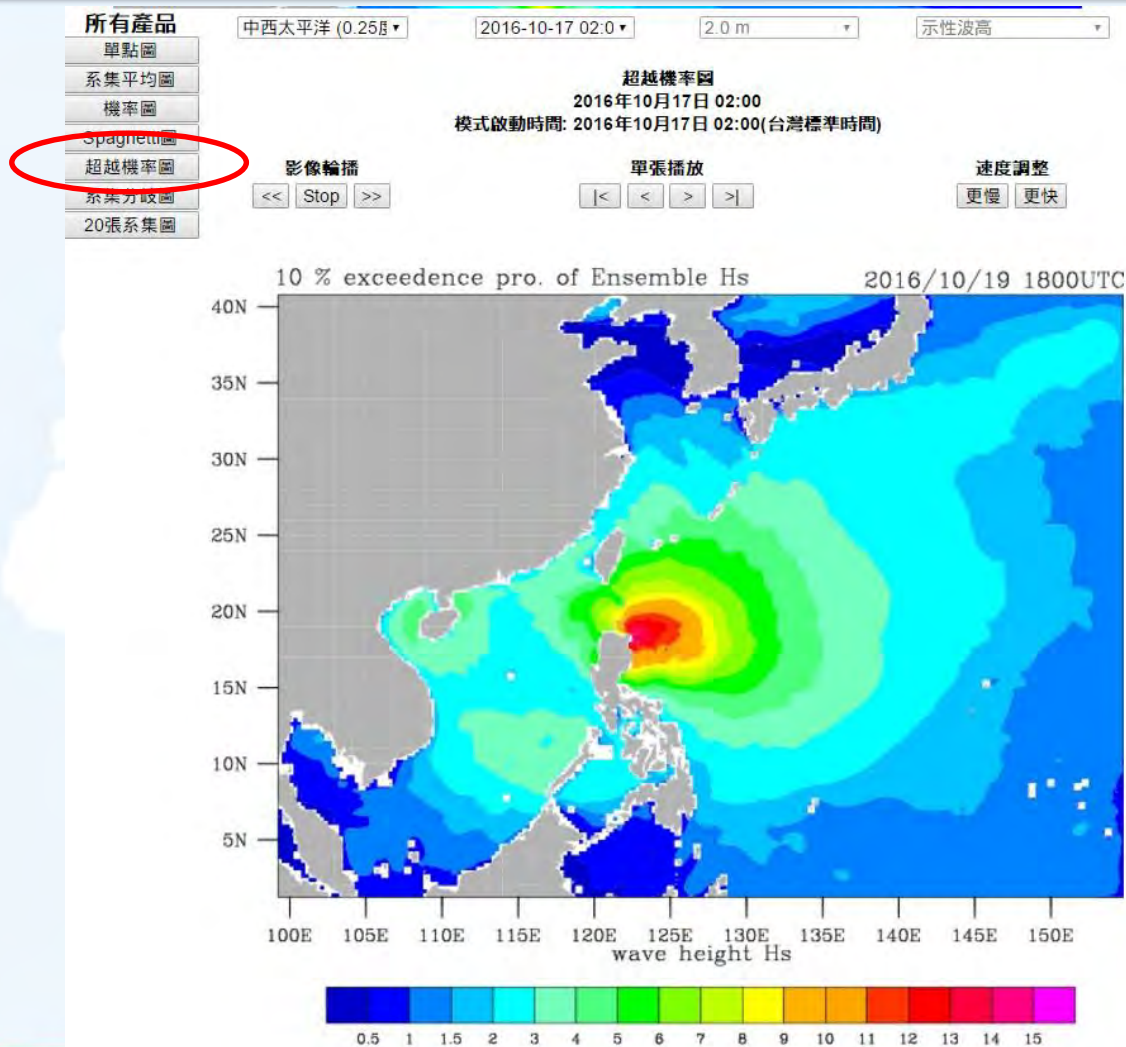 所有產品
單點圖
系集平均圖
機率圖
Spaghetti圖
超越機率圖
系集分歧圖
20張系集圖
中西太平洋 (0.25度
2016-10-17 02:0
2.0 m
示性波高
超越機率圖
2016年10月17日 02:00
模式啟動時間: 2016年10月17日 02:00(台灣標準時間)
影像輪播
<< Stop >>
單張播放
|< < > >|
速度調整
更慢 更快
10 % exceedence pro. of Ensemble Hs 2016/10/19 1800UTC
40N
35N
30N
25N
20N
15N
10N
5N
100E 105E 110E 115E 120E 125E 130E 135E 140E 145E 150E
wave height Hs
0.5 1 1.5 2 3 4 5 6 7 8 9 10 11 12 13 14 15